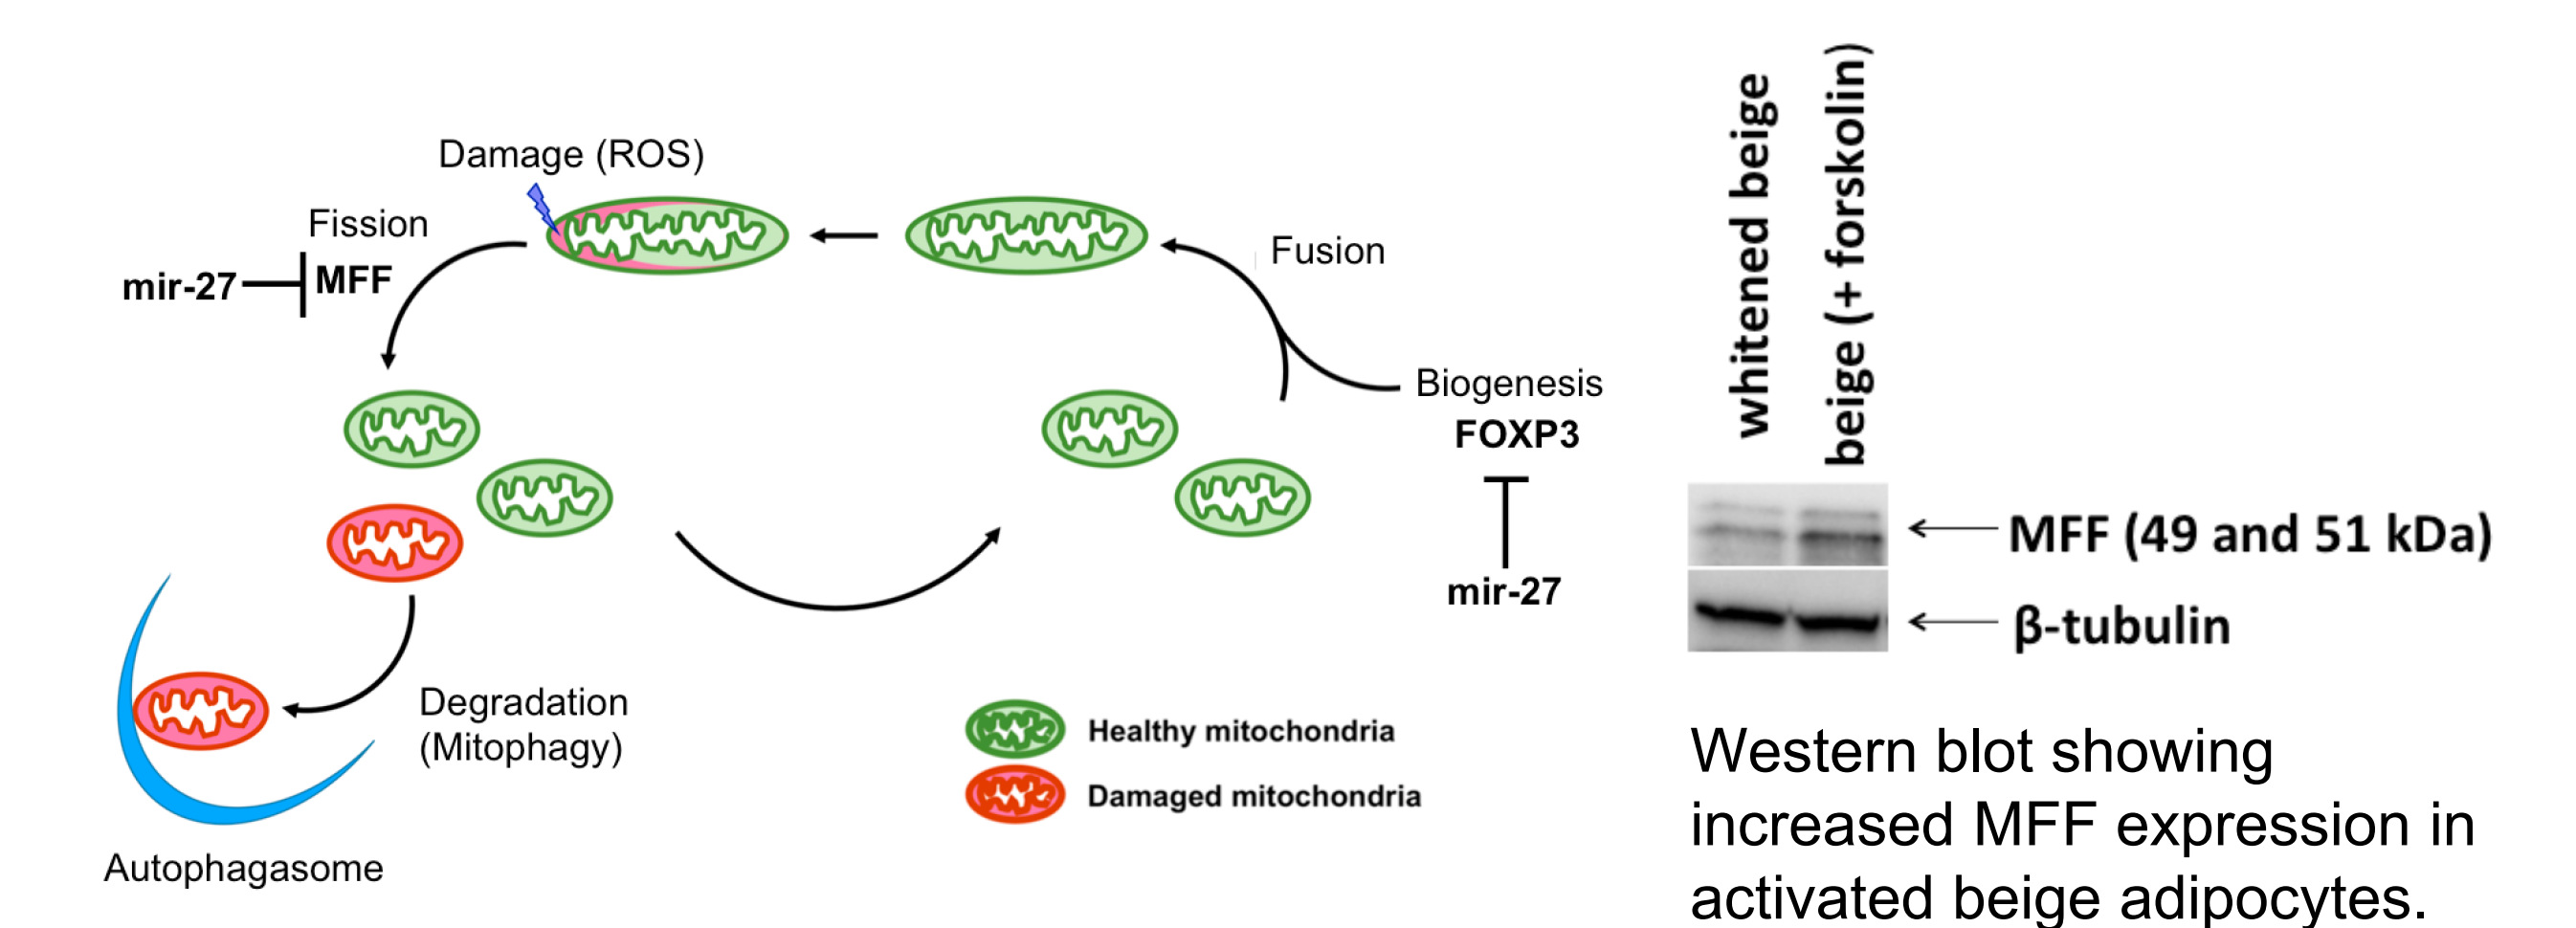 Damage (ROS)
Fission
mir-27
MFF
Fusion
Biogenesis
FOXP3
mir-27
Degradation
(Mitophagy)
Autophagasome
Healthy mitochondria
Damaged mitochondria
whitened beige
beige (+ forskolin)
MFF (49 and 51 kDa)
β-tubulin
Western blot showing
increased MFF expression in
activated beige adipocytes.